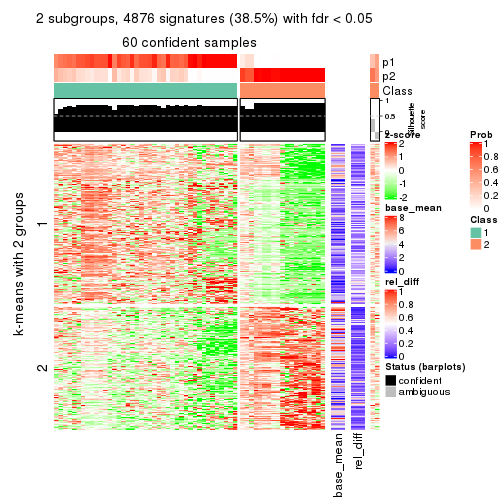 2 subgroups, 4876 signatures (38.5%) with fdr < 0.05
60 confident samples
p1
p2
Class
1
0.5
0
Silhouette
score
k-means with 2 groups
1
2
base_mean
rel_diff
z-score
2
1
0
-1
-2
base_mean
8
6
4
2
0
rel_diff
1
0.8
0.6
0.4
0.2
0
Status (barplots)
confident
ambiguous
Prob
1
0.8
0.6
0.4
0.2
0
Class
1
2